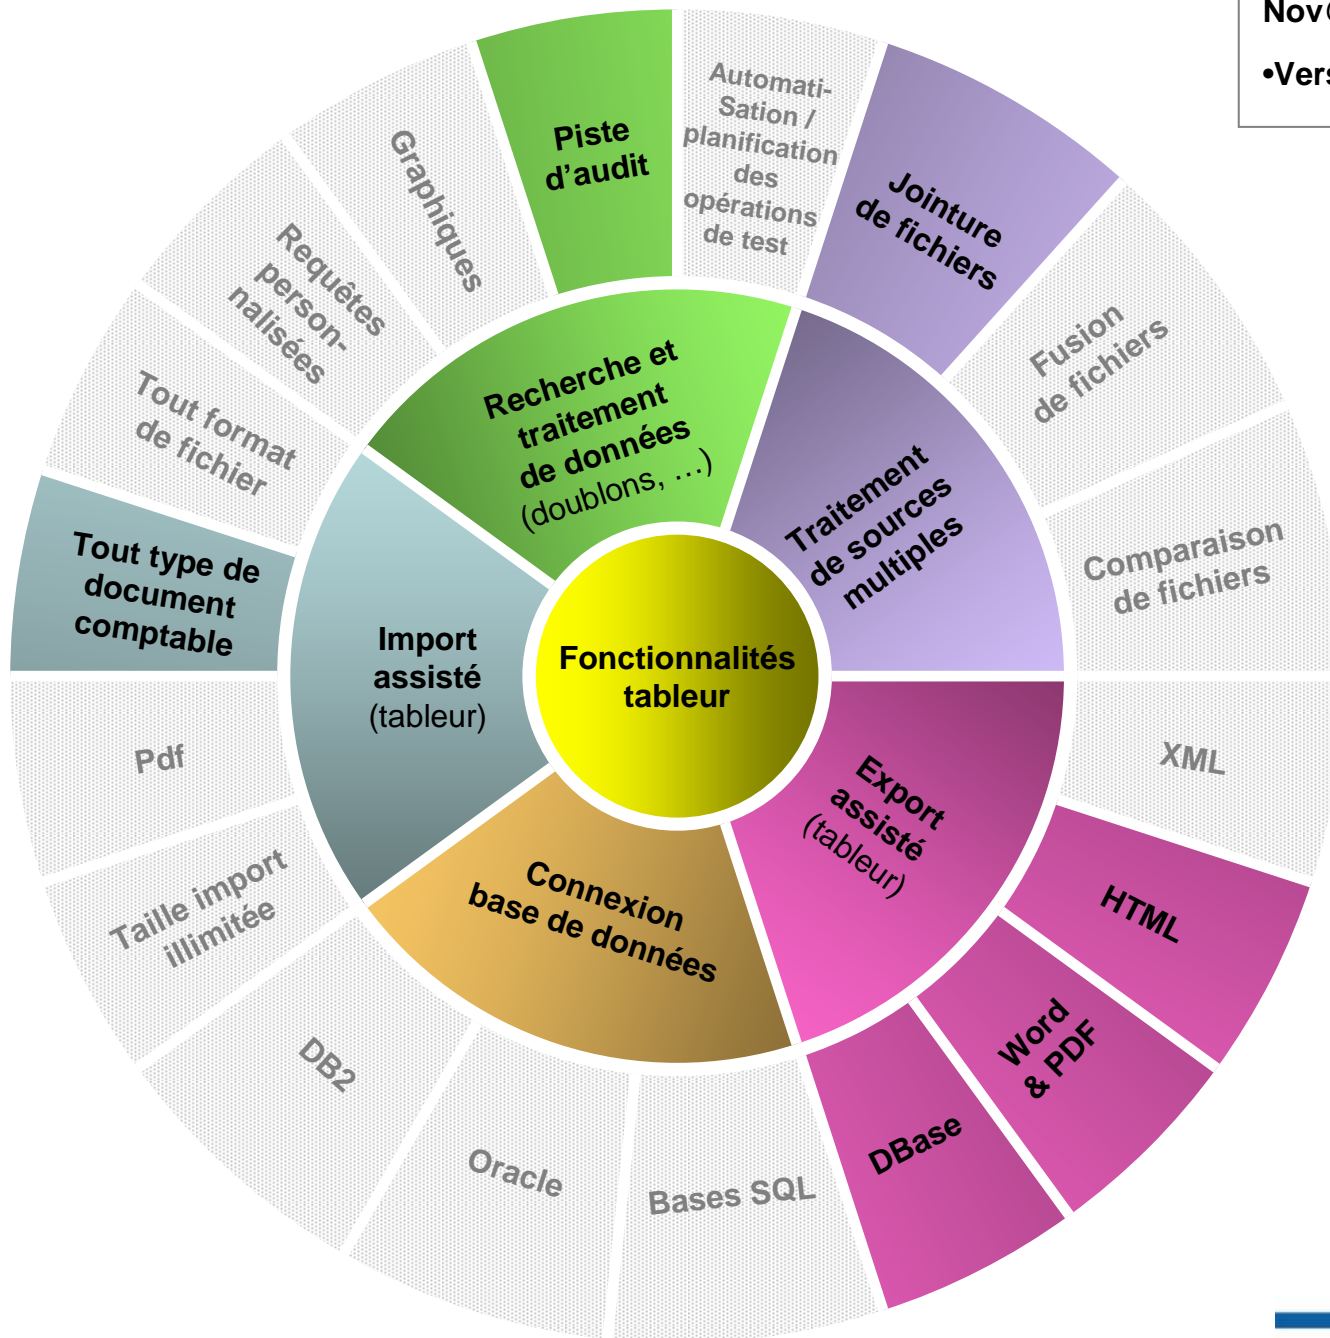 Nov
•Vers
Piste
d’audit
Automati-
Sation /
planification
des
opérations
de test
Jointure
de fichiers
Fusion
de fichiers
Comparaison
de fichiers
XML
HTML
Word
& PDF
DBase
Bases SQL
Oracle
DB2
Taille import
illimitée
Pdf
Tout type de
document
comptable
Tout format
de fichier
Requêtes
person-
nalisées
Graphiques
Recherche et
traitement
de données
(doublons, …)
Traitement
de sources
multiples
Export
assisté
(tableur)
Connexion
base de données
Import
assisté
(tableur)
Fonctionnalités
tableur